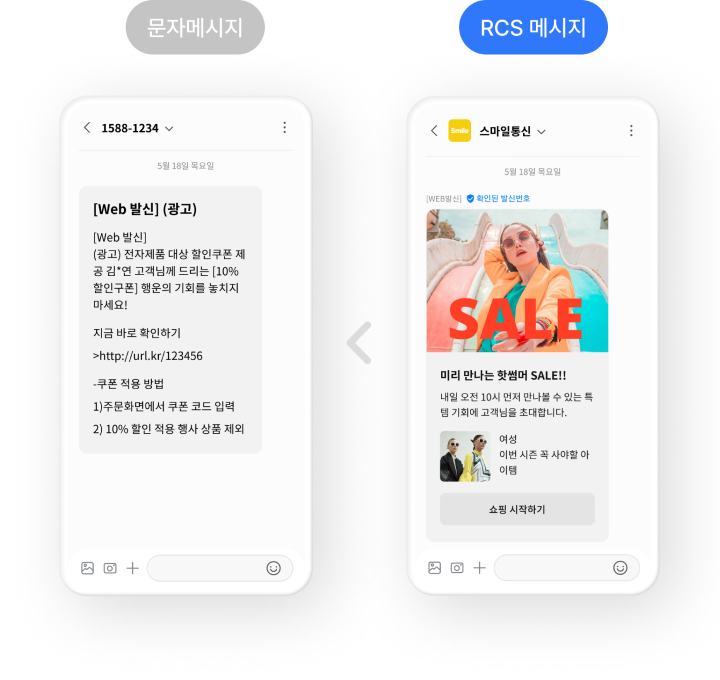 문자메시지
1588-1234
5월 18일 목요일
[Web 발신] (광고)
[Web 발신]
(광고) 전자제품 대상 할인쿠폰 제
공 김*연 고객님께 드리는 [10%
할인구폰] 행운의 기회를 놓치지
마세요!
지금 바로 확인하기
>http://url.kr/123456
-쿠폰 적용 방법
1)주문화면에서 쿠폰 코드 입력
2) 10% 할인 적용 행사 상품 제외
RCS 메시지
Smile
스마일통신
5월 18일 목요일
[WEB발신] 확인된 발신번호
SALE
미리 만나는 핫썸머 SALE!!
내일 오전 10시 먼저 만나볼 수 있는 특
템 기회에 고객님을 초대합니다.
여성
이번 시즌 꼭 사야할 아
이템
쇼핑 시작하기